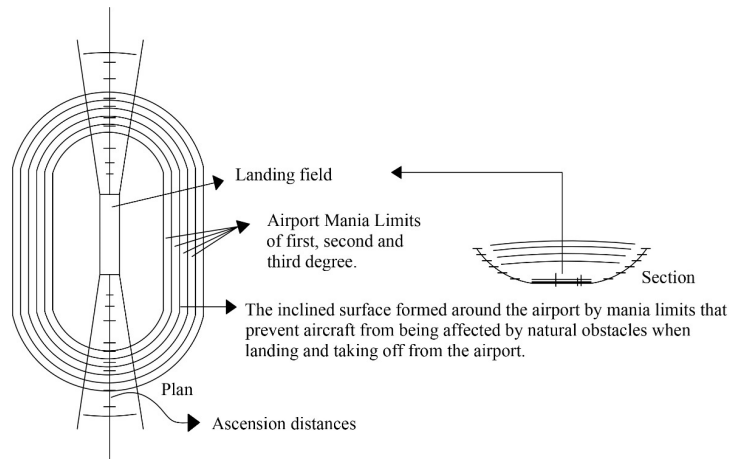 Landing field
Airport Mania Limits
of first, second and
third degree.
Section
The inclined surface formed around the airport by mania limits that
prevent aircraft from being affected by natural obstacles when
landing and taking off from the airport.
Plan
Ascension distances